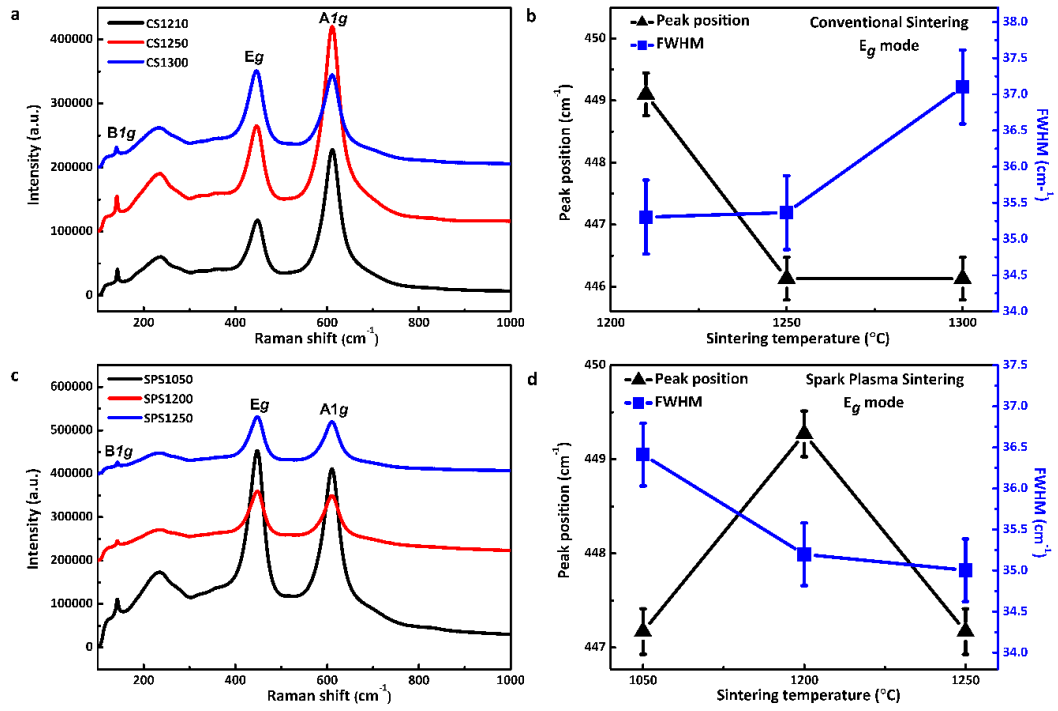 a
CS1210
CS1250
CS1300
B1g
Eg
A1g
400000
300000
200000
100000
0
Intensity (a.u.)
200 400 600 800 1000
Raman shift (cm⁻¹)
b
Peak position
FWHM
Conventional Sintering
Eg mode
450
449
448
447
446
Peak position (cm⁻¹)
38.0
37.5
37.0
36.5
36.0
35.5
35.0
34.5
34.0
FWHM (cm-¹)
1200 1250 1300
Sintering temperature (°C)
c
SPS1050
SPS1200
SPS1250
B1g
Eg
A1g
600000
500000
400000
300000
200000
100000
0
Intensity (a.u.)
200 400 600 800 1000
Raman shift (cm⁻¹)
d
Peak position
FWHM
Spark Plasma Sintering
Eg mode
450
449
448
447
Peak position (cm⁻¹)
37.5
37.0
36.5
36.0
35.5
35.0
34.5
34.0
FWHM (cm⁻¹)
1050 1200 1250
Sintering temperature (°C)